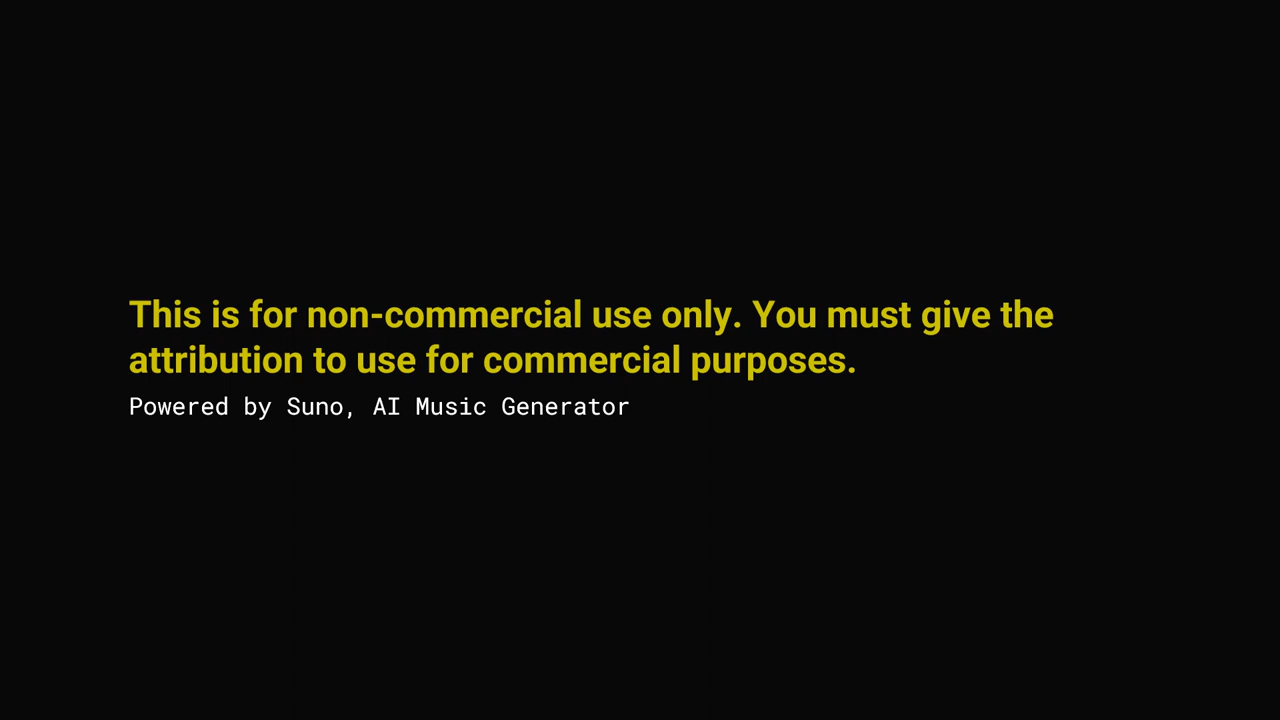 This is for non-commercial use only. You must give the
attribution to use for commercial purposes.
Powered by Suno, AI Music Generator